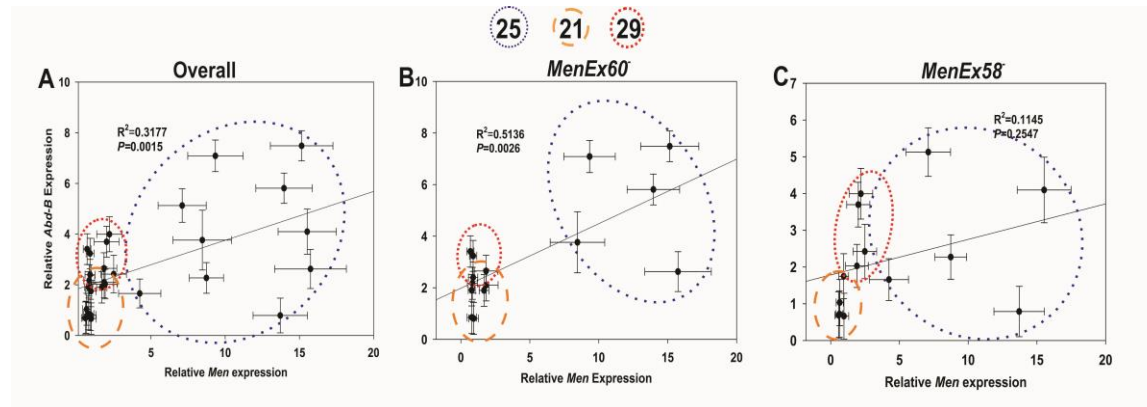 25 21 29
A Overall
R²=0.3177
P=0.0015
Relative Abd-B Expression
10
8
6
4
2
0
5 10 15 20
Relative Men expression
B MenEx60-
R²=0.5136
P=0.0026
10
8
6
4
2
0
0 5 10 15 20
Relative Men Expression
C MenEx58-
R²=0.1145
P=0.2547
7
6
5
4
3
2
1
0
0 5 10 15 20
Relative Men expression